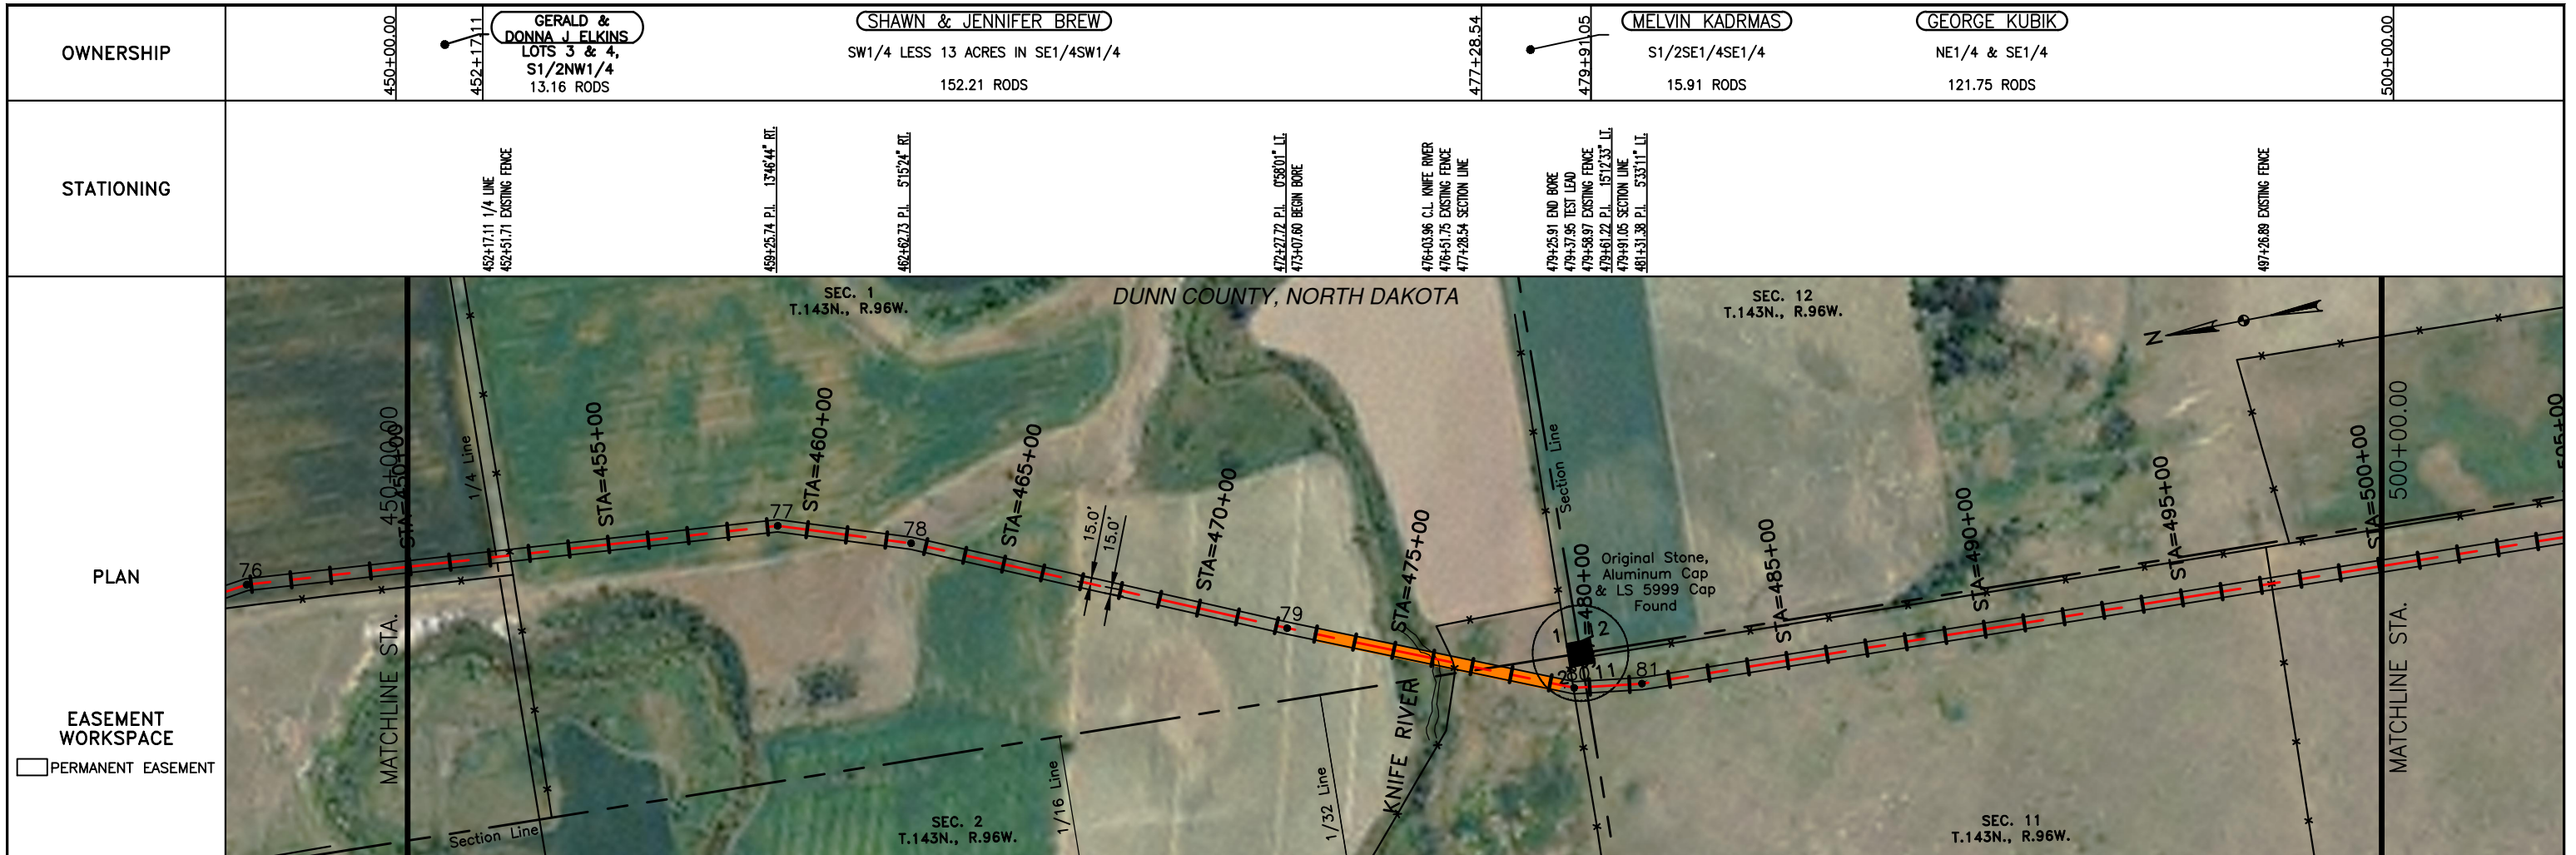 OWNERSHIP
450+00.00
452+17.11
GERALD &
DONNA J ELKINS
LOTS 3 & 4,
S1/2NW1/4
13.16 RODS
SHAWN & JENNIFER BREW
SW1/4 LESS 13 ACRES IN SE1/4SW1/4
152.21 RODS
477+28.54
479+91.05
MELVIN KADRMAS
S1/2SE1/4SE1/4
15.91 RODS
GEORGE KUBIK
NE1/4 & SE1/4
121.75 RODS
500+00.00
STATIONING
452+17.11 1/4 LINE
452+51.71 EXISTING FENCE
459+25.74 P.I. 13°46'44" RT.
462+62.73 P.I. 5°15'24" RT.
472+27.72 P.I. 0°58'01" LT.
473+07.60 BEGIN BORE
476+03.96 C.L. KNIFE RIVER
476+51.75 EXISTING FENCE
477+28.54 SECTION LINE
479+25.91 END BORE
479+37.95 TEST LEAD
479+58.97 EXISTING FENCE
479+61.22 P.I. 15°12'33" LT.
479+91.05 SECTION LINE
481+31.38 P.I. 5°33'11" LT.
497+26.89 EXISTING FENCE
PLAN
EASEMENT
WORKSPACE
PERMANENT EASEMENT
SEC. 1
T.143N., R.96W.
DUNN COUNTY, NORTH DAKOTA
SEC. 12
T.143N., R.96W.
N
MATCHLINE STA. 450+00.00
STA=450+00
1/4 Line
STA=455+00
STA=460+00
STA=465+00
STA=470+00
STA=475+00
=480+00
STA=485+00
STA=490+00
STA=495+00
STA=500+00
505+00
MATCHLINE STA. 500+00.00
76
77
78
79
80
81
15.0'
15.0'
Section Line
Original Stone,
Aluminum Cap
& LS 5999 Cap
Found
1
2
2
11
KNIFE RIVER
1/16 Line
1/32 Line
Section Line
SEC. 2
T.143N., R.96W.
SEC. 11
T.143N., R.96W.